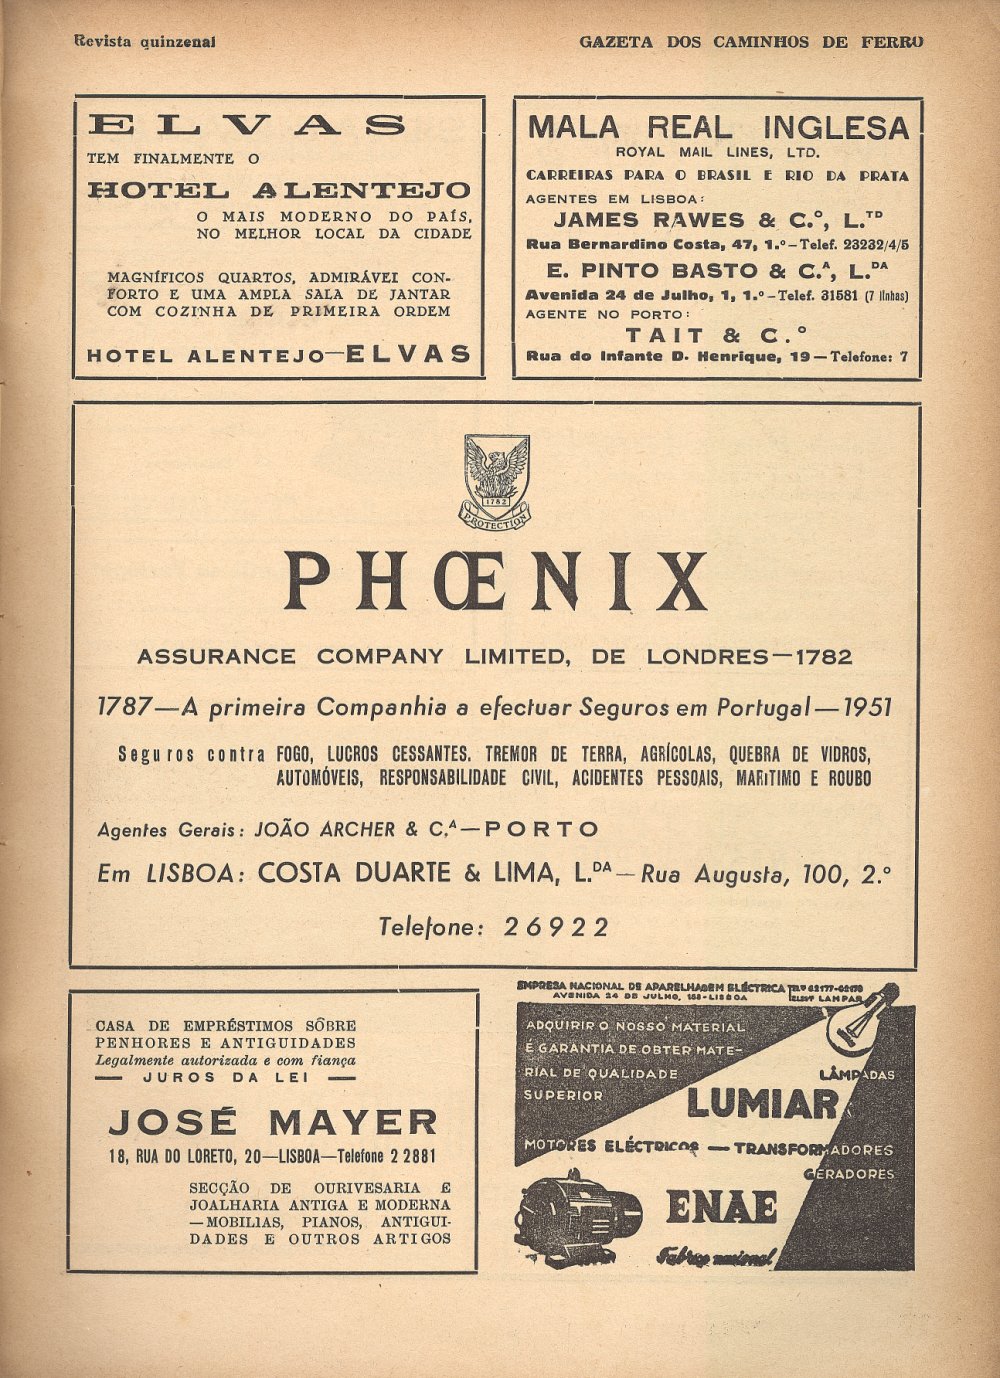 Revista quinzenal
GAZETA DOS CAMINHOS DE FERRO
ELVAS
TEM FINALMENTE O
HOTEL ALENTEJO
O MAIS MODERNO DO PAÍS,
NO MELHOR LOCAL DA CIDADE
MAGNÍFICOS QUARTOS, ADMIRÁVEI CON-
FORTO E UMA AMPLA SALA DE JANTAR
COM COZINHA DE PRIMEIRA ORDEM
HOTEL ALENTEJO—ELVAS
MALA REAL INGLESA
ROYAL MAIL LINES, LTD.
CARREIRAS PARA O BRASIL E RIO DA PRATA
AGENTES EM LISBOA:
JAMES RAWES & C.º, L.TD
Rua Bernardino Costa, 47, 1.º—Telef. 23232/4/5
E. PINTO BASTO & C.A, L.DA
Avenida 24 de Julho, 1, 1.º—Telef. 31581 (7 linhas)
AGENTE NO PORTO:
TAIT & C.º
Rua do Infante D. Henrique, 19—Telefone: 7
1782
PROTECTION
PHŒNIX
ASSURANCE COMPANY LIMITED, DE LONDRES—1782
1787—A primeira Companhia a efectuar Seguros em Portugal—1951
Seguros contra FOGO, LUCROS CESSANTES. TREMOR DE TERRA, AGRÍCOLAS, QUEBRA DE VIDROS,
AUTOMÓVEIS, RESPONSABILIDADE CIVIL, ACIDENTES PESSOAIS, MARITIMO E ROUBO
Agentes Gerais: JOÃO ARCHER & C.A—PORTO
Em LISBOA: COSTA DUARTE & LIMA, L.DA—Rua Augusta, 100, 2.º
Telefone: 26922
CASA DE EMPRÉSTIMOS SÔBRE
PENHORES E ANTIGUIDADES
Legalmente autorizada e com fiança
— JUROS DA LEI —
JOSÉ MAYER
18, RUA DO LORETO, 20—LISBOA—Telefone 2 2881
SECÇÃO DE OURIVESARIA E
JOALHARIA ANTIGA E MODERNA
—MOBILIAS, PIANOS, ANTIGUI-
DADES E OUTROS ARTIGOS
EMPRESA NACIONAL DE APARELHAGEM ELÉCTRICA
AVENIDA 24 DE JULHO, 158-LISBOA
LAMPAR
ADQUIRIR O NOSSO MATERIAL
É GARANTIA DE OBTER MATE-
RIAL DE QUALIDADE
SUPERIOR
LÂMPADAS
LUMIAR
MOTORES ELÉCTRICOS — TRANSFORMADORES
GERADORES
ENAE
Fabrico nacional